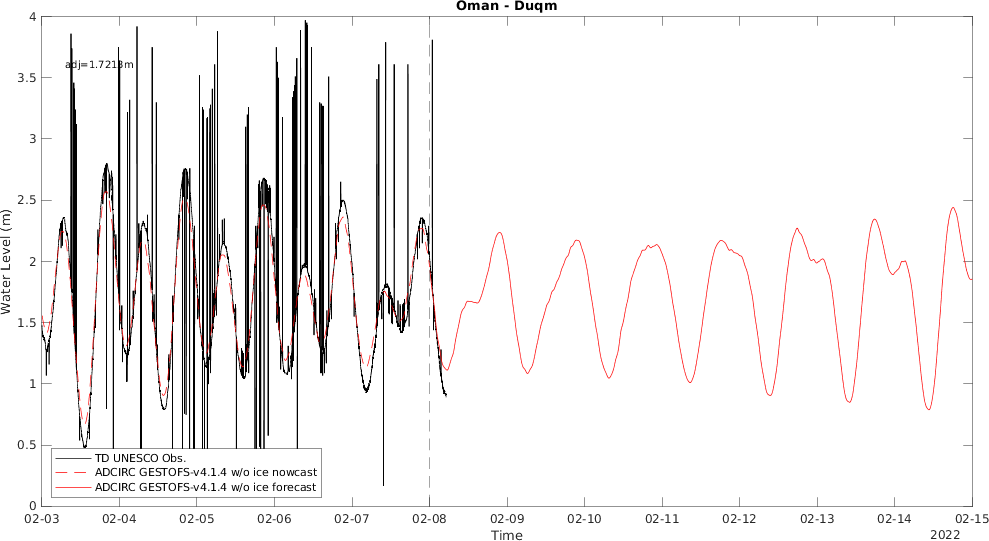 Oman - Duqm
4
adj=1.7213m
3.5
3
2.5
2
1.5
1
0.5
0
Water Level (m)
TD UNESCO Obs.
ADCIRC GESTOFS-v4.1.4 w/o ice nowcast
ADCIRC GESTOFS-v4.1.4 w/o ice forecast
02-03 02-04 02-05 02-06 02-07 02-08 02-09 02-10 02-11 02-12 02-13 02-14 02-15
Time
2022